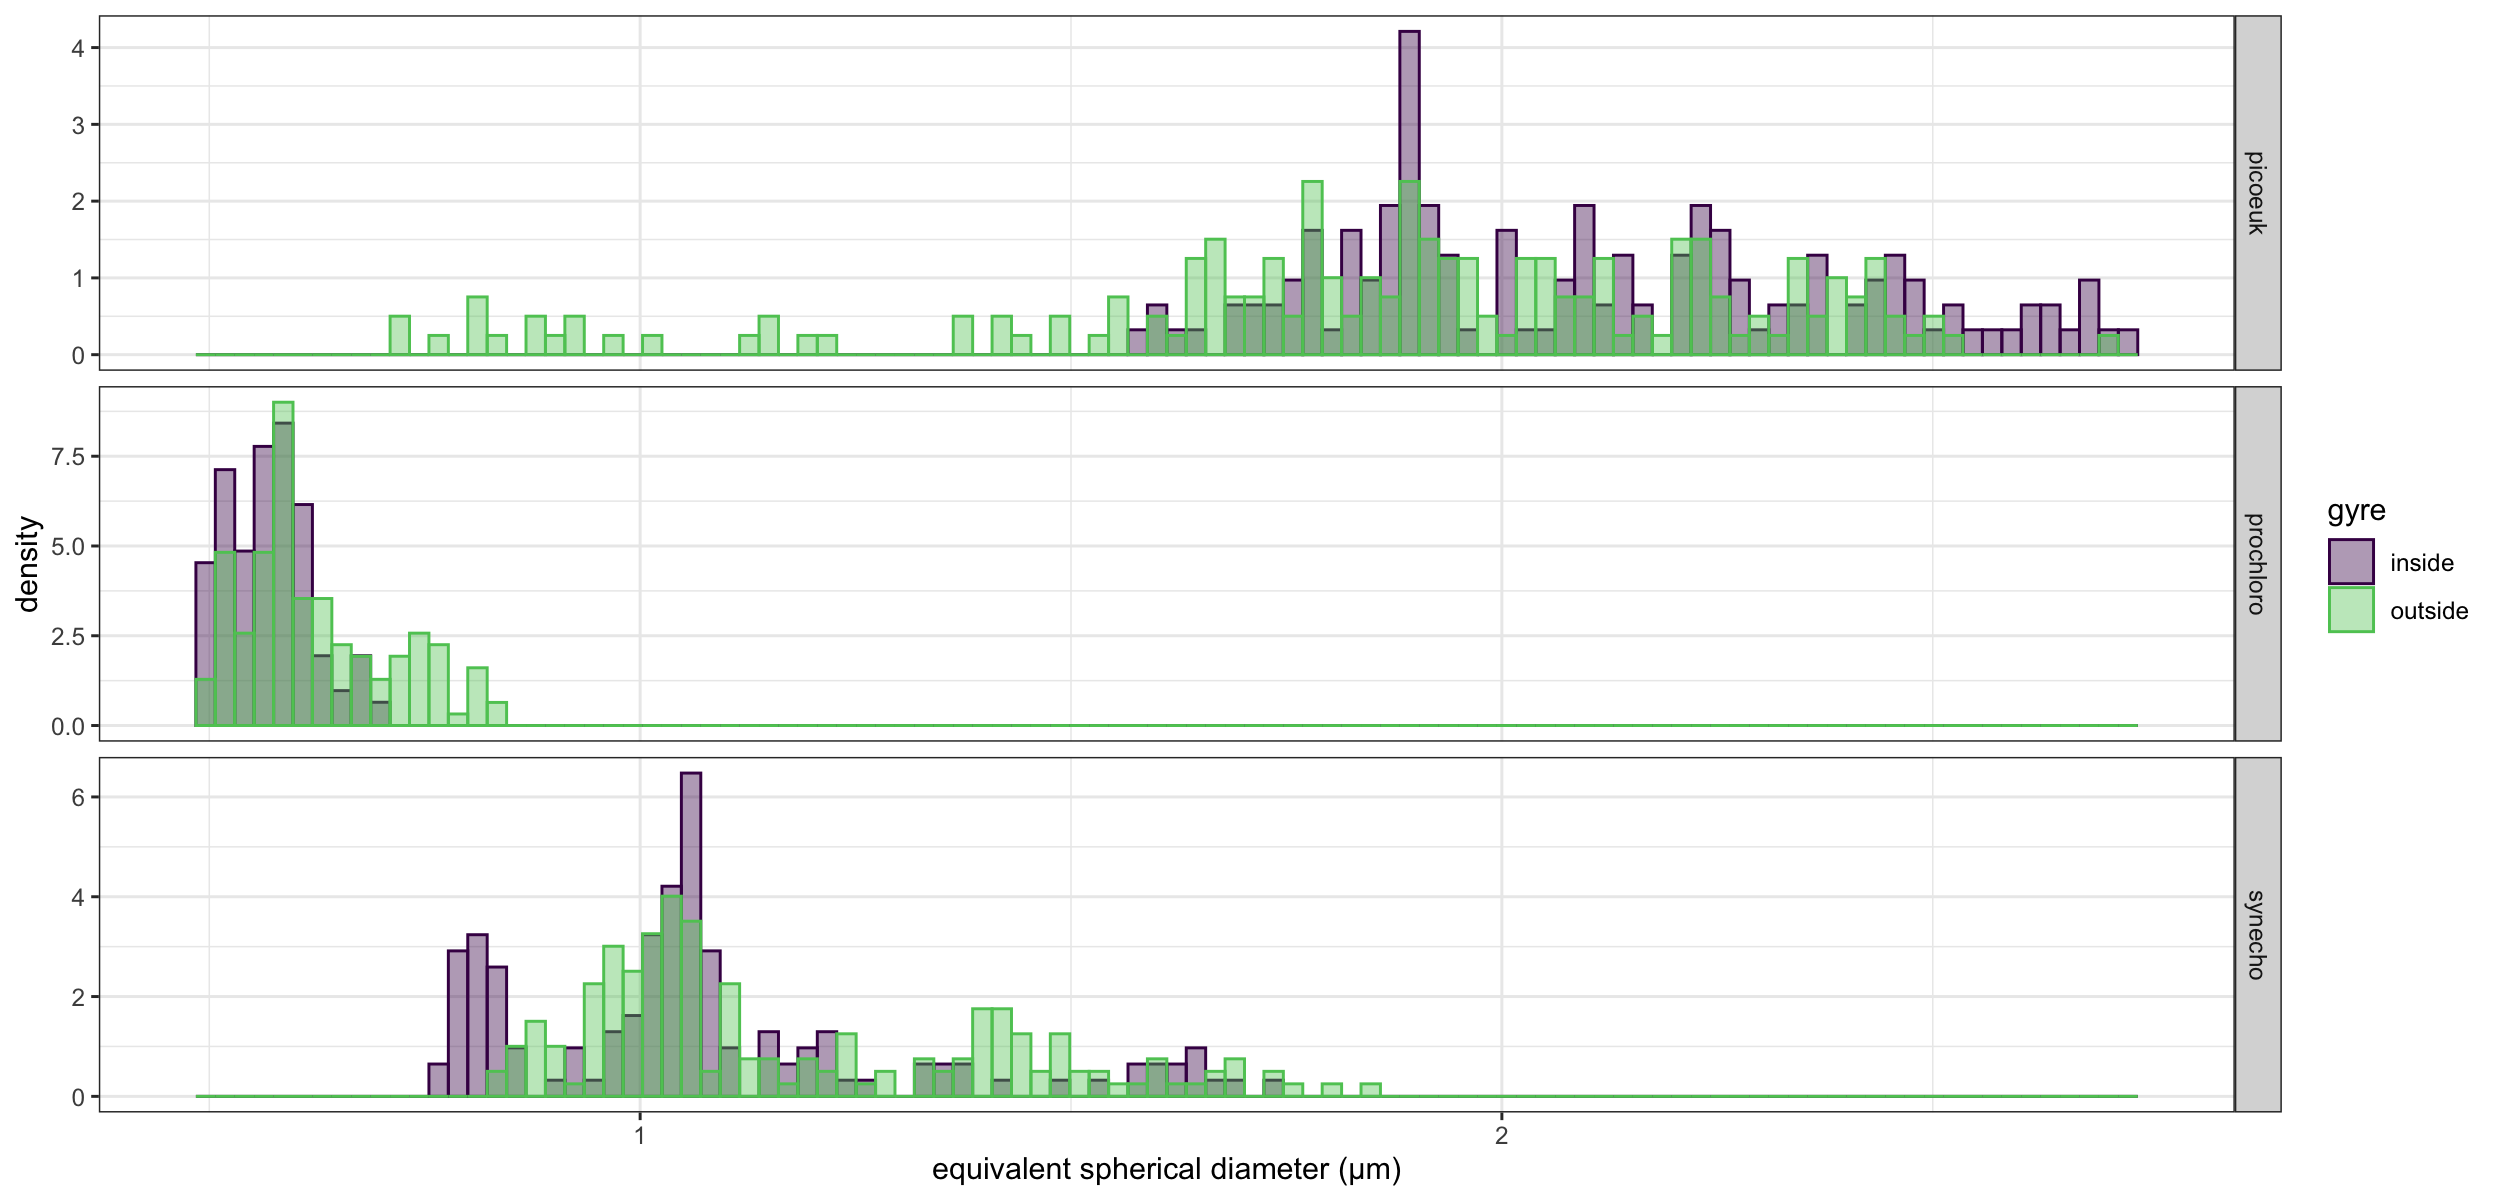 4
3
2
1
0
picoeuk
7.5
5.0
2.5
0.0
prochloro
6
4
2
0
synecho
1
2
equivalent spherical diameter (μm)
density
gyre
inside
outside